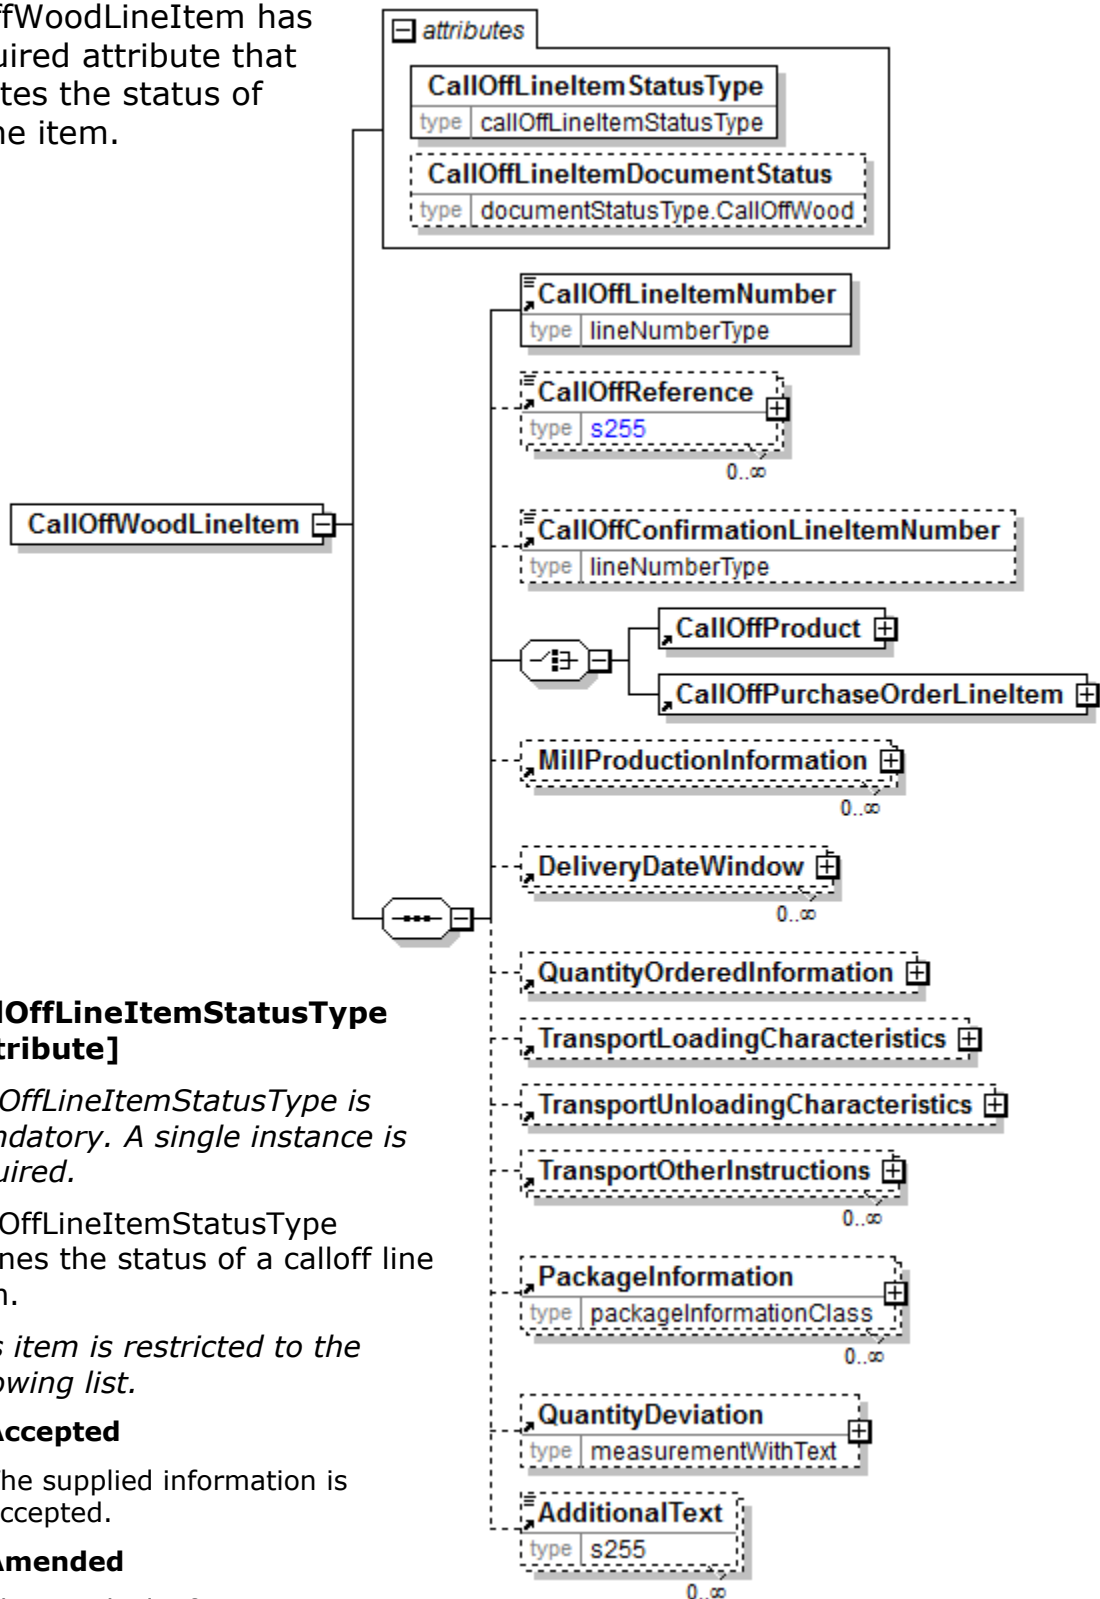 ffWoodLineItem has
uired attribute that
tes the status of
ne item.
attributes
CallOffLineItemStatusType
type callOffLineItemStatusType
CallOffLineItemDocumentStatus
type documentStatusType.CallOffWood
CallOffLineItemNumber
type lineNumberType
CallOffReference
type s255
0..∞
CallOffWoodLineItem
CallOffConfirmationLineItemNumber
type lineNumberType
CallOffProduct
CallOffPurchaseOrderLineItem
MillProductionInformation
0..∞
DeliveryDateWindow
0..∞
QuantityOrderedInformation
TransportLoadingCharacteristics
TransportUnloadingCharacteristics
TransportOtherInstructions
0..∞
PackageInformation
type packageInformationClass
0..∞
QuantityDeviation
type measurementWithText
AdditionalText
type s255
0..∞
lOffLineItemStatusType
tribute]
OffLineItemStatusType is
ndatory. A single instance is
uired.
OffLineItemStatusType
nes the status of a calloff line
n.
s item is restricted to the
owing list.
Accepted
The supplied information is
ccepted.
Amended